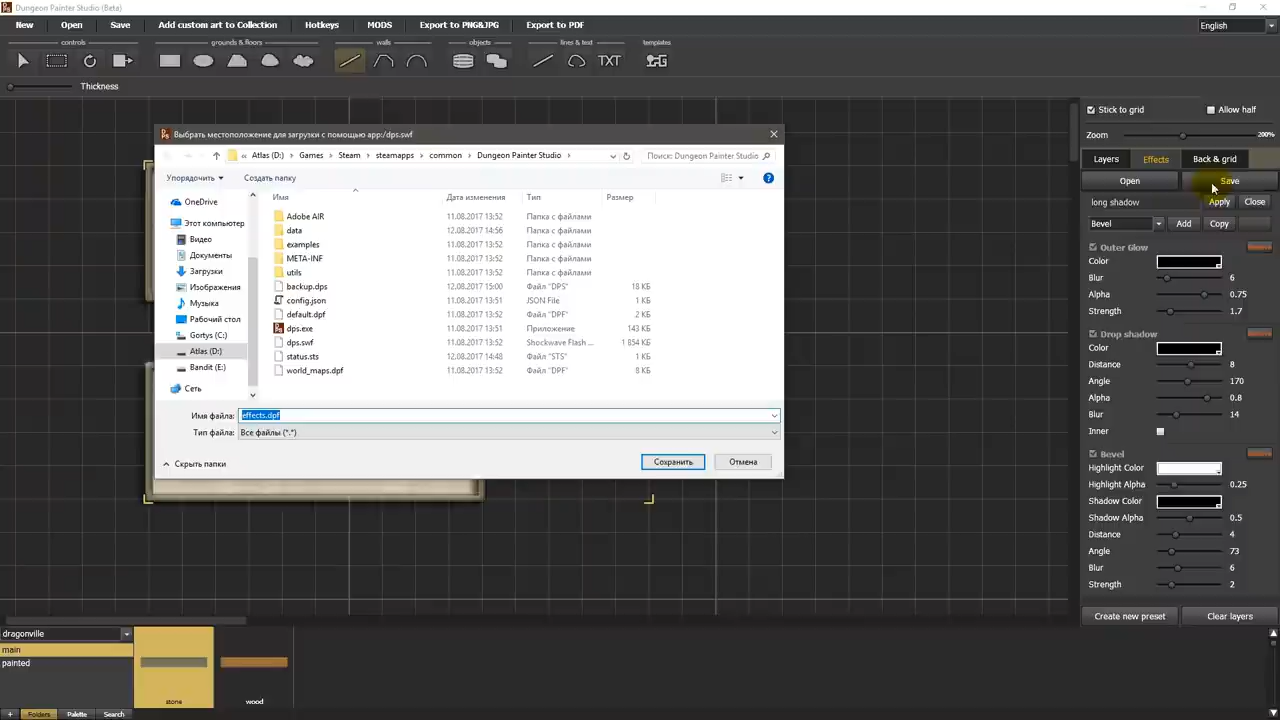 Dungeon Painter Studio (Beta)
New Open Save Add custom art to Collection Hotkeys MODS Export to PNG&JPG Export to PDF English
controls grounds & floors walls objects lines & text templates
TXT
Thickness
Stick to grid Allow half
Zoom 200%
Layers Effects Back & grid
Open Save
long shadow Apply Close
Bevel Add Copy
Outer Glow
Color
Blur 6
Alpha 0.75
Strength 1.7
Drop shadow
Color
Distance 8
Angle 170
Alpha 0.8
Blur 14
Inner
Bevel
Highlight Color
Highlight Alpha 0.25
Shadow Color
Shadow Alpha 0.5
Distance 4
Angle 73
Blur 6
Strength 2
Create new preset Clear layers
Выбрать местоположение для загрузки с помощью app:/dps.swf
« Atlas (D:) Games Steam steamapps common Dungeon Painter Studio Поиск: Dungeon Painter Studio
Упорядочить Создать папку
OneDrive
Этот компьютер
Видео
Документы
Загрузки
Изображения
Музыка
Рабочий стол
Gortys (C:)
Atlas (D:)
Bandit (E:)
Сеть
Имя Дата изменения Тип Размер
Adobe AIR 11.08.2017 13:52 Папка с файлами
data 12.08.2017 14:56 Папка с файлами
examples 11.08.2017 13:52 Папка с файлами
META-INF 11.08.2017 13:52 Папка с файлами
utils 11.08.2017 13:52 Папка с файлами
backup.dps 12.08.2017 15:00 Файл "DPS" 18 КБ
config.json 11.08.2017 13:51 JSON File 1 КБ
default.dpf 11.08.2017 13:52 Файл "DPF" 2 КБ
dps.exe 11.08.2017 13:51 Приложение 143 КБ
dps.swf 11.08.2017 13:52 Shockwave Flash ... 1 854 КБ
status.sts 12.08.2017 14:48 Файл "STS" 1 КБ
world_maps.dpf 11.08.2017 13:52 Файл "DPF" 8 КБ
Имя файла: effects.dpf
Тип файла: Все файлы (*.*)
Скрыть папки Сохранить Отмена
dragonville
main
painted
stone wood
+ Folders Palette Search